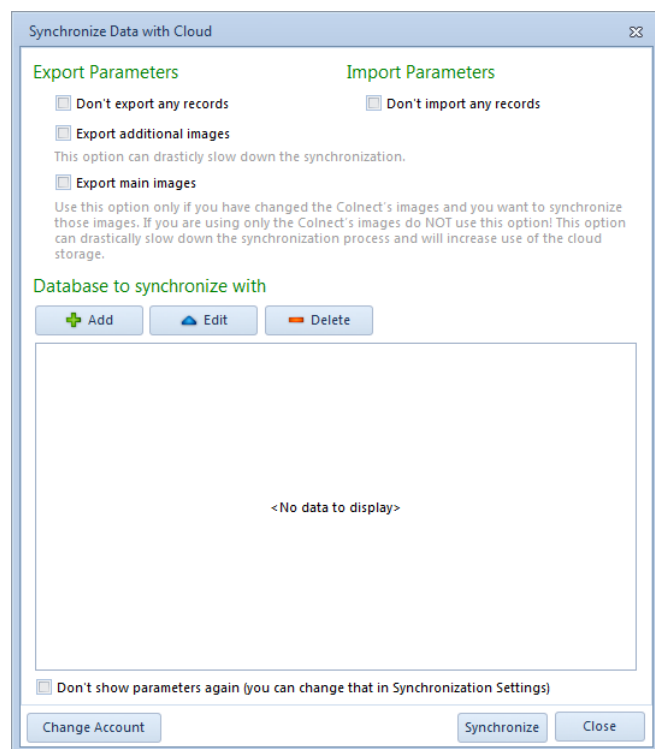 Synchronize Data with Cloud
Export Parameters
Import Parameters
Don't export any records
Don't import any records
Export additional images
This option can drasticly slow down the synchronization.
Export main images
Use this option only if you have changed the Colnect's images and you want to synchronize
those images. If you are using only the Colnect's images do NOT use this option! This option
can drastically slow down the synchronization process and will increase use of the cloud
storage.
Database to synchronize with
Add
Edit
Delete
<No data to display>
Don't show parameters again (you can change that in Synchronization Settings)
Change Account
Synchronize
Close